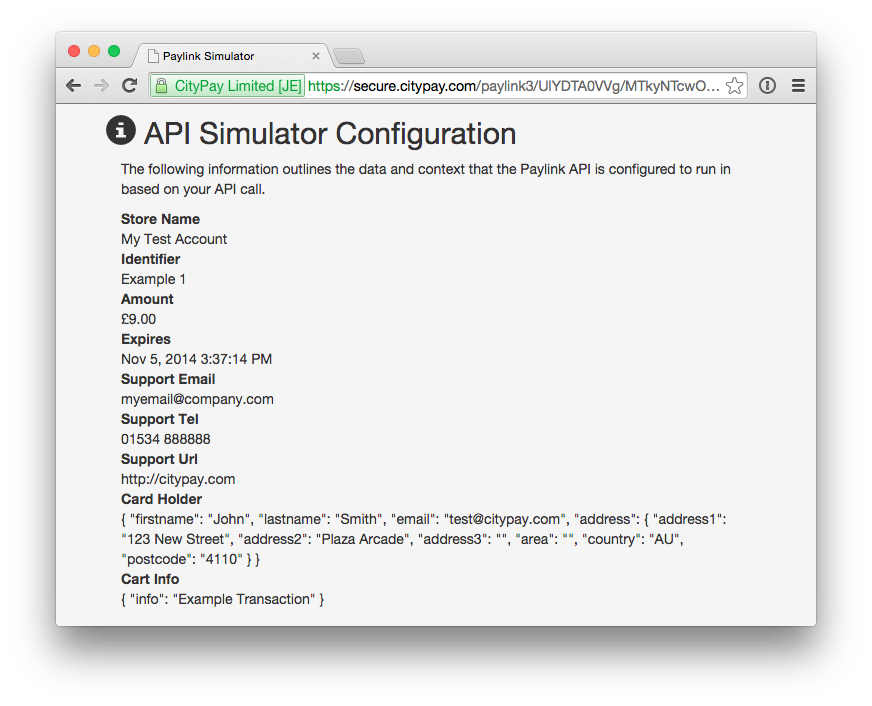 Paylink Simulator
CityPay Limited [JE] https://secure.citypay.com/paylink3/UlYDTA0VVg/MTkyNTcwO...
API Simulator Configuration
The following information outlines the data and context that the Paylink API is configured to run in
based on your API call.
Store Name
My Test Account
Identifier
Example 1
Amount
£9.00
Expires
Nov 5, 2014 3:37:14 PM
Support Email
myemail@company.com
Support Tel
01534 888888
Support Url
http://citypay.com
Card Holder
{ "firstname": "John", "lastname": "Smith", "email": "test@citypay.com", "address": { "address1":
"123 New Street", "address2": "Plaza Arcade", "address3": "", "area": "", "country": "AU",
"postcode": "4110" } }
Cart Info
{ "info": "Example Transaction" }